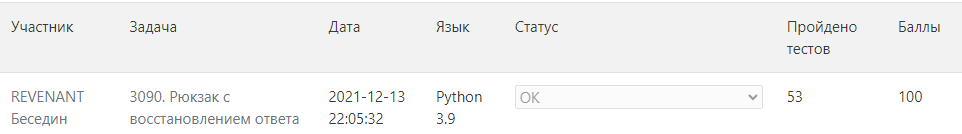 Участник Задача Дата Язык Статус Пройдено тестов Баллы
REVENANT 3090. Рюкзак с 2021-12-13 Python OK 53 100
Беседин восстановлением ответа 22:05:32 3.9